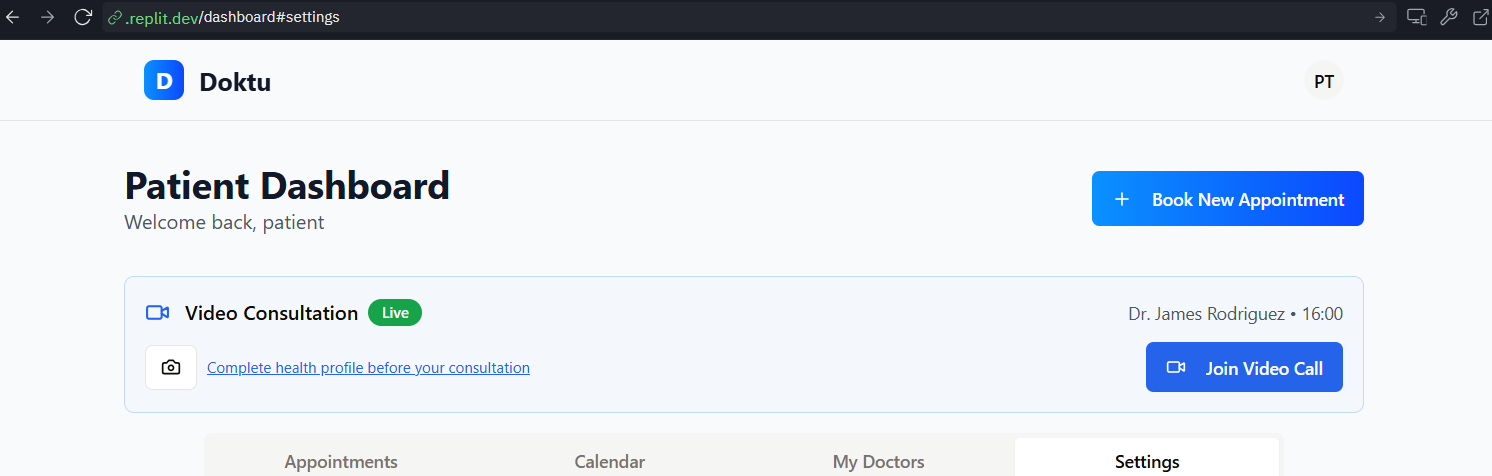 .replit.dev/dashboard#settings
D Doktu PT
Patient Dashboard
Welcome back, patient
+ Book New Appointment
Video Consultation Live
Dr. James Rodriguez • 16:00
Complete health profile before your consultation
Join Video Call
Appointments Calendar My Doctors Settings